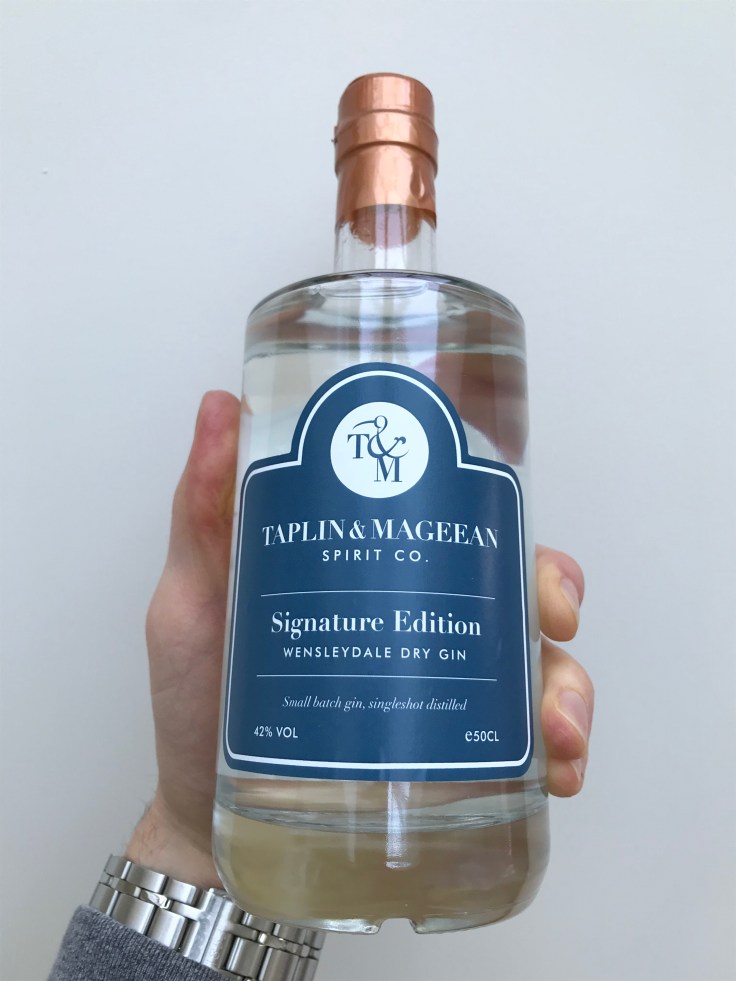 T&M
TAPLIN & MAGEEAN
SPIRIT CO.
Signature Edition
WENSLEYDALE DRY GIN
Small batch gin, singleshot distilled
42% VOL
℮50CL